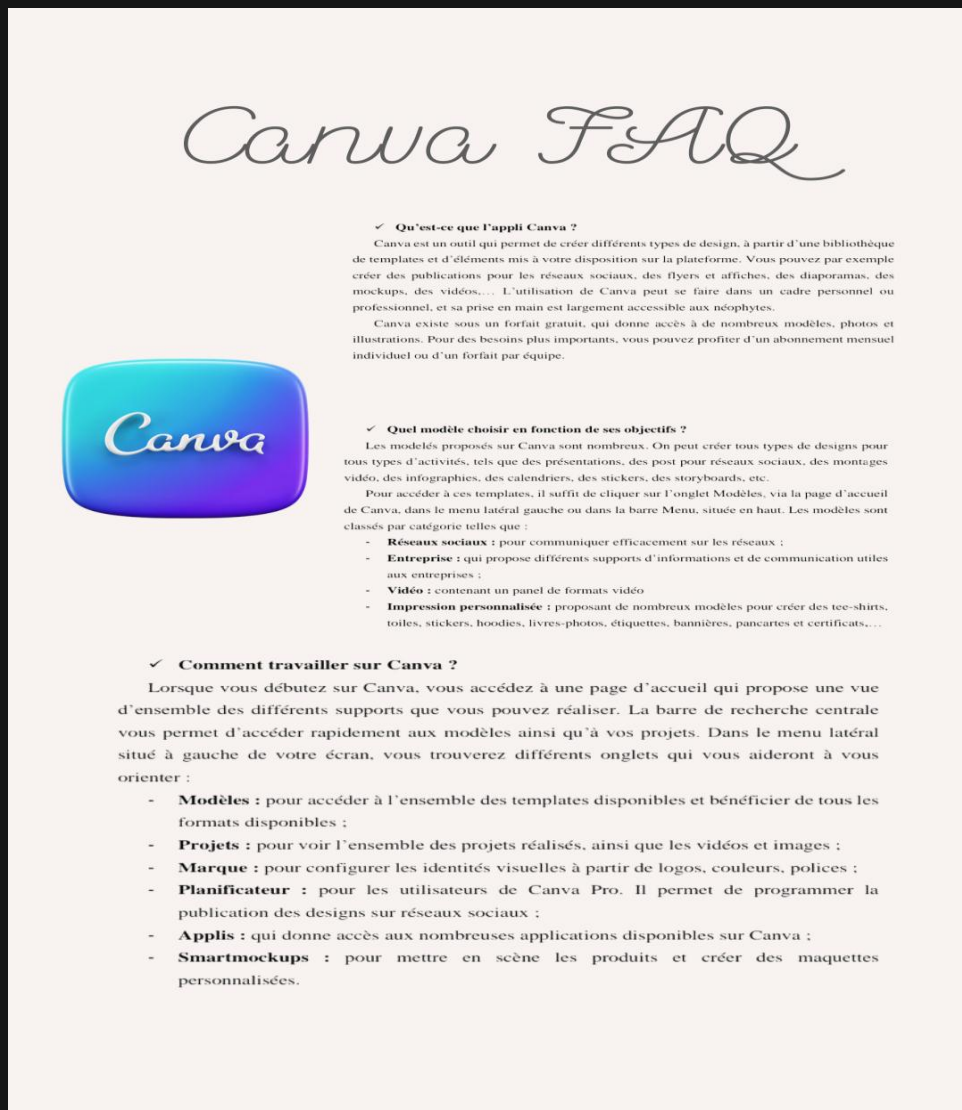 Canva FAQ
✓ Qu'est-ce que l'appli Canva ?
Canva est un outil qui permet de créer différents types de design, à partir d'une bibliothèque
de templates et d'éléments mis à votre disposition sur la plateforme. Vous pouvez par exemple
créer des publications pour les réseaux sociaux, des flyers et affiches, des diaporamas, des
mockups, des vidéos,… L'utilisation de Canva peut se faire dans un cadre personnel ou
professionnel, et sa prise en main est largement accessible aux néophytes.
Canva existe sous un forfait gratuit, qui donne accès à de nombreux modèles, photos et
illustrations. Pour des besoins plus importants, vous pouvez profiter d'un abonnement mensuel
individuel ou d'un forfait par équipe.
Canva
✓ Quel modèle choisir en fonction de ses objectifs ?
Les modelés proposés sur Canva sont nombreux. On peut créer tous types de designs pour
tous types d'activités, tels que des présentations, des post pour réseaux sociaux, des montages
vidéo, des infographies, des calendriers, des stickers, des storyboards, etc.
Pour accéder à ces templates, il suffit de cliquer sur l'onglet Modèles, via la page d'accueil
de Canva, dans le menu latéral gauche ou dans la barre Menu, située en haut. Les modèles sont
classés par catégorie telles que :
- Réseaux sociaux : pour communiquer efficacement sur les réseaux ;
- Entreprise : qui propose différents supports d'informations et de communication utiles
aux entreprises ;
- Vidéo : contenant un panel de formats vidéo
- Impression personnalisée : proposant de nombreux modèles pour créer des tee-shirts,
toiles, stickers, hoodies, livres-photos, étiquettes, bannières, pancartes et certificats,…
✓ Comment travailler sur Canva ?
Lorsque vous débutez sur Canva, vous accédez à une page d'accueil qui propose une vue
d'ensemble des différents supports que vous pouvez réaliser. La barre de recherche centrale
vous permet d'accéder rapidement aux modèles ainsi qu'à vos projets. Dans le menu latéral
situé à gauche de votre écran, vous trouverez différents onglets qui vous aideront à vous
orienter :
- Modèles : pour accéder à l'ensemble des templates disponibles et bénéficier de tous les
formats disponibles ;
- Projets : pour voir l'ensemble des projets réalisés, ainsi que les vidéos et images ;
- Marque : pour configurer les identités visuelles à partir de logos, couleurs, polices ;
- Planificateur : pour les utilisateurs de Canva Pro. Il permet de programmer la
publication des designs sur réseaux sociaux ;
- Applis : qui donne accès aux nombreuses applications disponibles sur Canva ;
- Smartmockups : pour mettre en scène les produits et créer des maquettes
personnalisées.